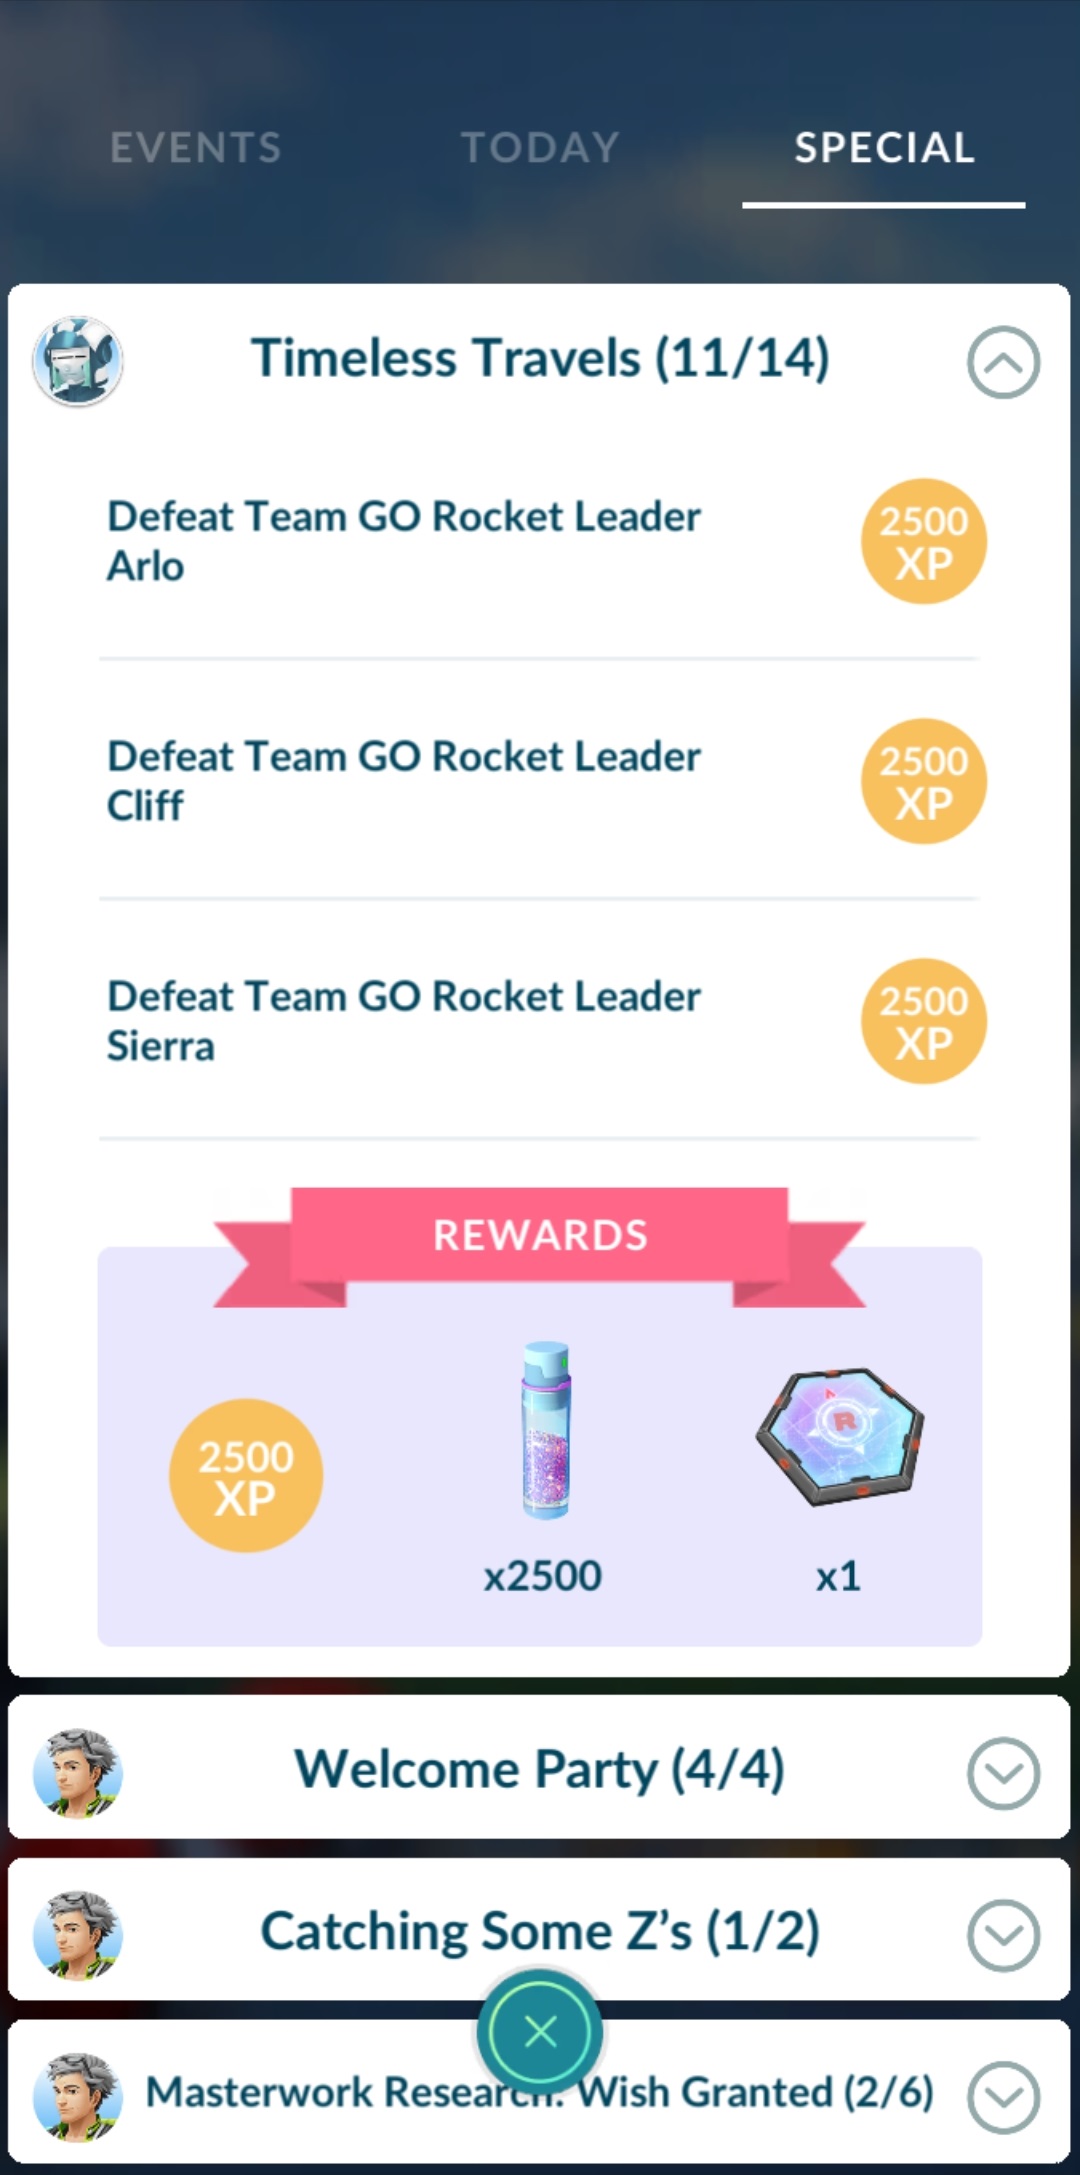 EVENTS
TODAY
SPECIAL
Timeless Travels (11/14)
Defeat Team GO Rocket Leader
Arlo
2500
XP
Defeat Team GO Rocket Leader
Cliff
2500
XP
Defeat Team GO Rocket Leader
Sierra
2500
XP
REWARDS
2500
XP
R
x2500
x1
Welcome Party (4/4)
Catching Some Z’s (1/2)
Masterwork Research: Wish Granted (2/6)